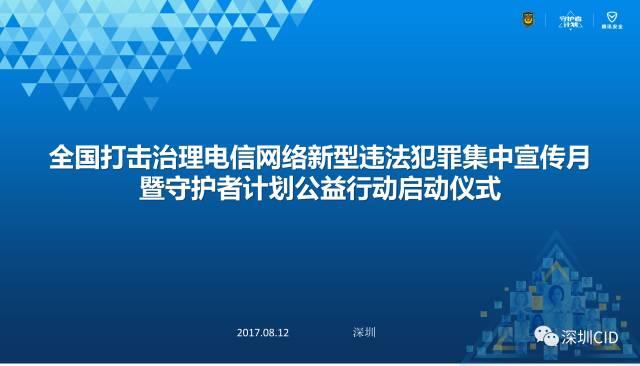 守护者
计划
腾讯安全
全国打击治理电信网络新型违法犯罪集中宣传月
暨守护者计划公益行动启动仪式
2017.08.12 深圳
深圳CID